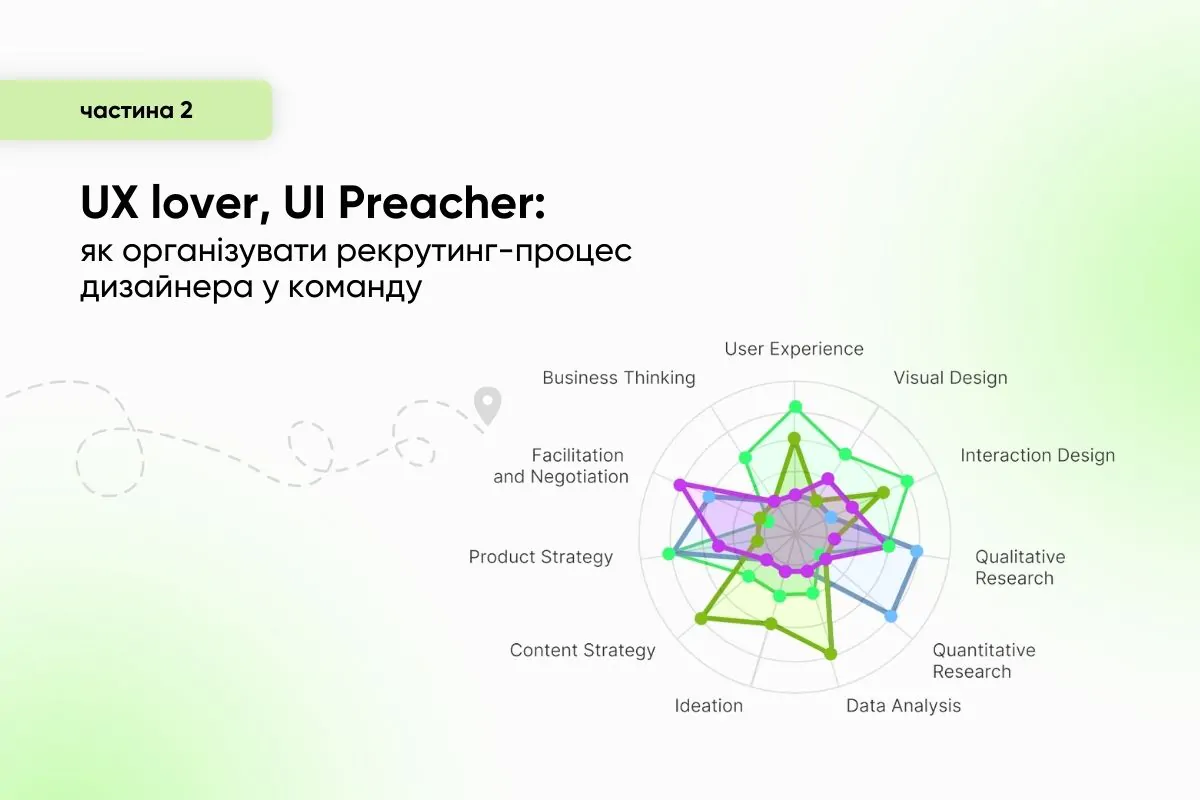 частина 2
UX lover, UI Preacher:
як організувати рекрутинг-процес
дизайнера у команду
User Experience
Business Thinking
Visual Design
Facilitation
and Negotiation
Interaction Design
Product Strategy
Qualitative
Research
Content Strategy
Quantitative
Research
Ideation
Data Analysis